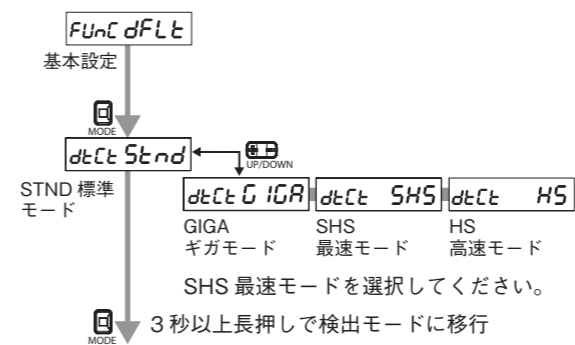 FUnC dFLt
基本設定
MODE
dtCt Stnd
UP/DOWN
STND 標準
モード
dtCt GIGA
dtCt SHS
dtCt HS
GIGA
ギガモード
SHS
最速モード
HS
高速モード
SHS 最速モードを選択してください。
MODE
3 秒以上長押しで検出モードに移行